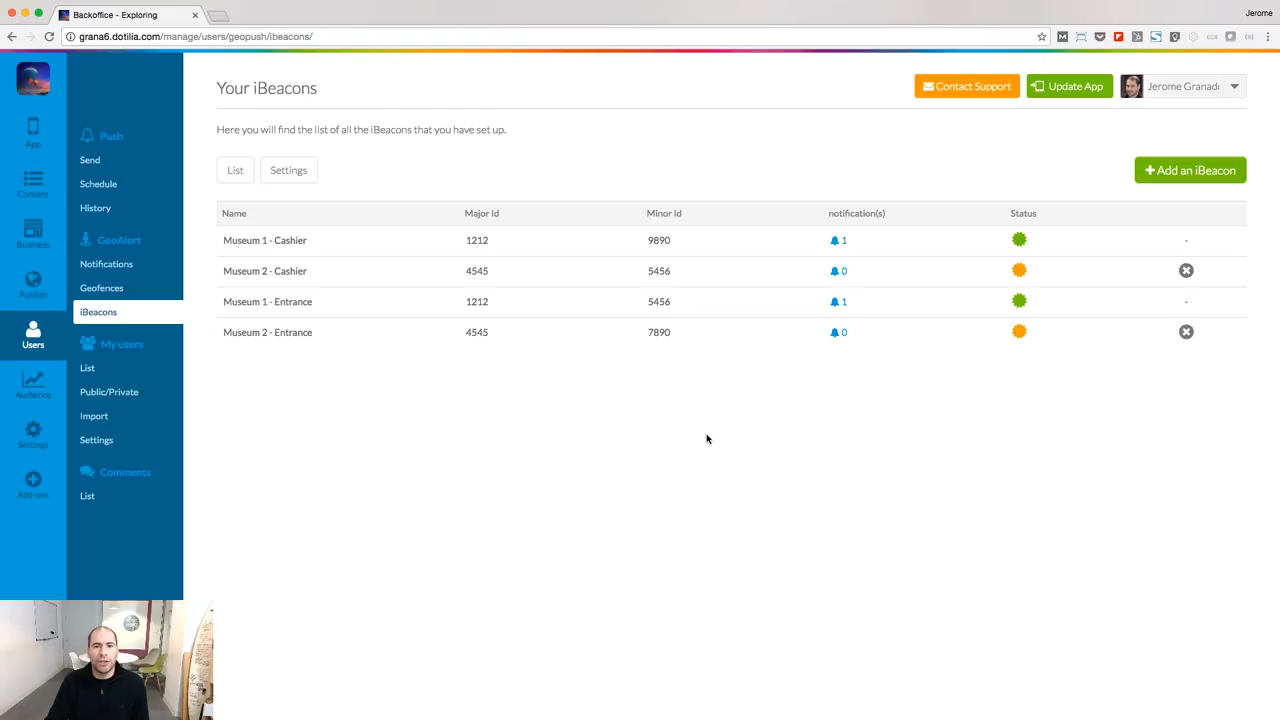 Backoffice - Exploring
Jerome
grana6.dotilia.com/manage/users/geopush/ibeacons/
App
Content
Business
Publish
Users
Audience
Settings
Add-ons
Push
Send
Schedule
History
GeoAlert
Notifications
Geofences
iBeacons
My users
List
Public/Private
Import
Settings
Comments
List
Your iBeacons
Contact Support
Update App
Jerome Granado
Here you will find the list of all the iBeacons that you have set up.
List Settings
Add an iBeacon
Name Major Id Minor Id notification(s) Status
Museum 1 - Cashier 1212 9890 1 -
Museum 2 - Cashier 4545 5456 0
Museum 1 - Entrance 1212 5456 1 -
Museum 2 - Entrance 4545 7890 0